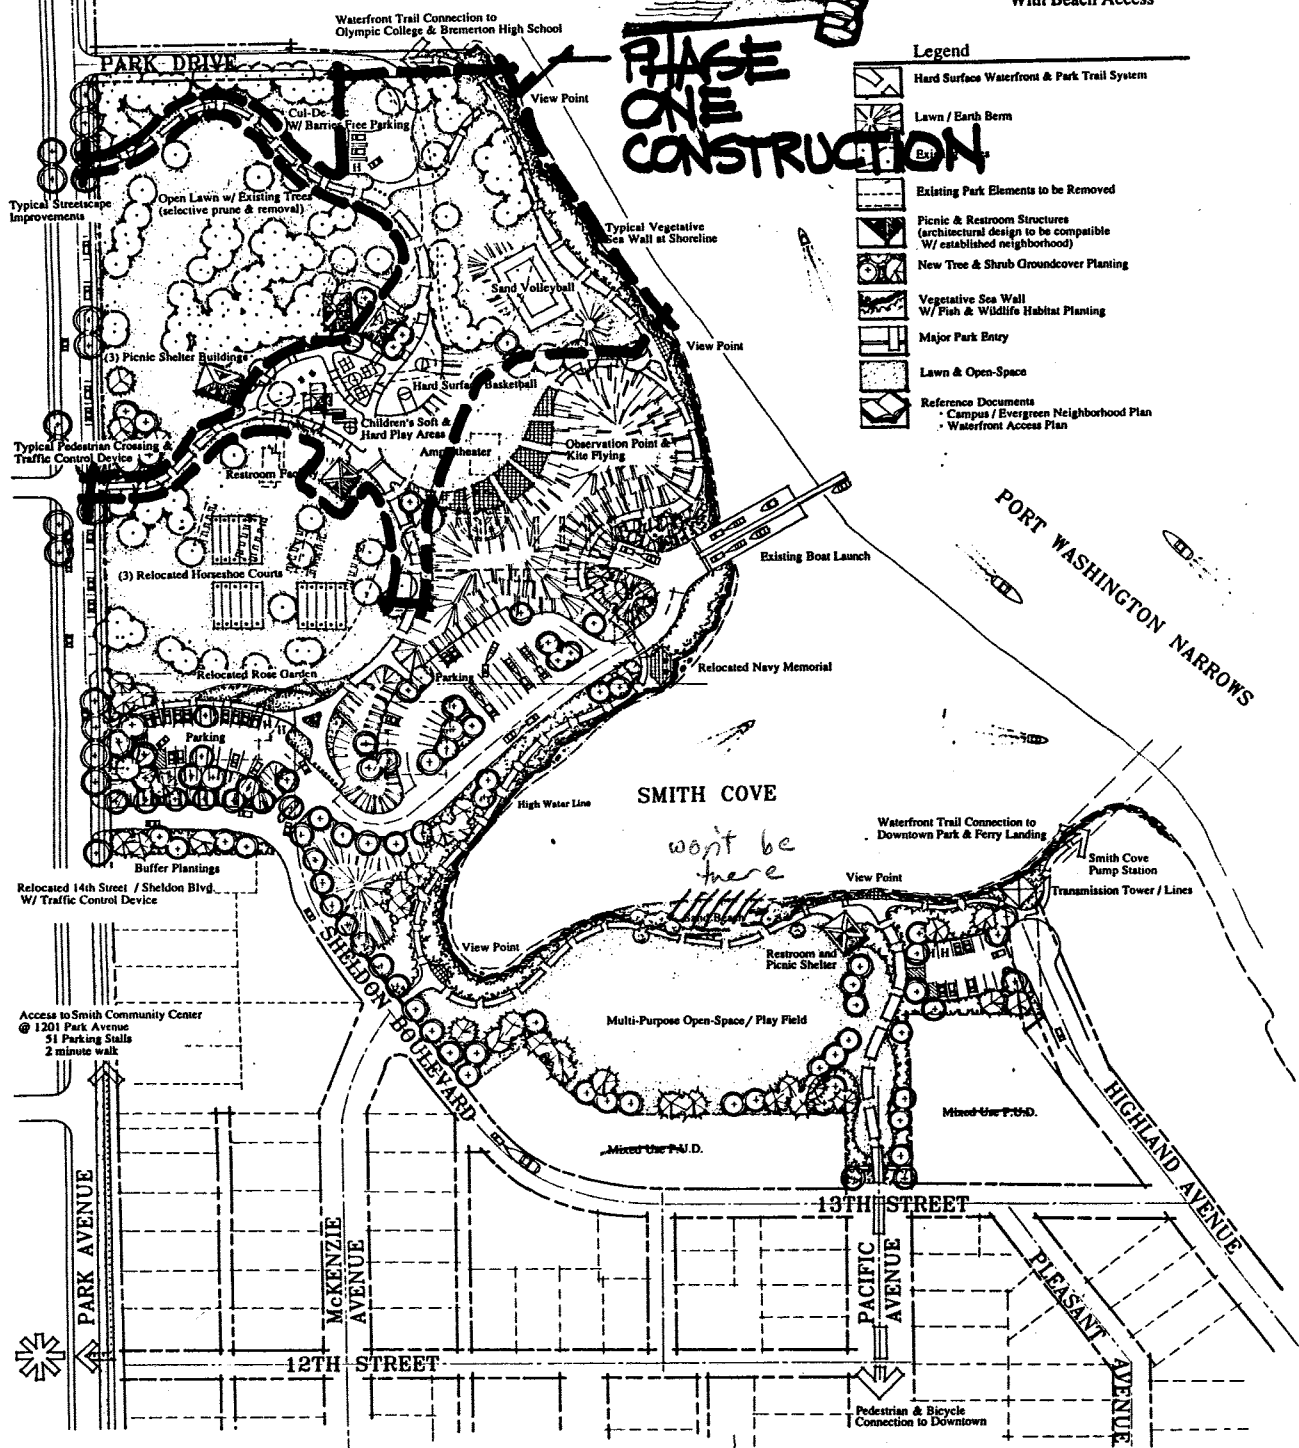 With Beach Access
Waterfront Trail Connection to
Olympic College & Bremerton High School
PHASE
ONE
CONSTRUCTION
Legend
Hard Surface Waterfront & Park Trail System
Lawn / Earth Berm
Existing Park Elements to be Removed
Picnic & Restroom Structures
(architectural design to be compatible
W/ established neighborhood)
New Tree & Shrub Groundcover Planting
Vegetative Sea Wall
W/ Fish & Wildlife Habitat Planting
Major Park Entry
Lawn & Open-Space
Reference Documents
· Campus / Evergreen Neighborhood Plan
· Waterfront Access Plan
PARK DRIVE
View Point
Cul-De-
W/ Barrier Free Parking
H
Typical Streetscape
Improvements
Open Lawn w/ Existing Trees
(selective prune & removal)
Typical Vegetative
Sea Wall at Shoreline
Sand Volleyball
View Point
(3) Picnic Shelter Buildings
Hard Surface Basketball
Children's Soft &
Hard Play Areas
Typical Pedestrian Crossing &
Traffic Control Device
Observation Point &
Kite Flying
Ampitheater
Restroom Facility
PORT WASHINGTON NARROWS
Existing Boat Launch
(3) Relocated Horseshoe Courts
Relocated Navy Memorial
Relocated Rose Garden
Parking
Parking
SMITH COVE
High Water Line
won't be
there
Waterfront Trail Connection to
Downtown Park & Ferry Landing
Smith Cove
Pump Station
Transmission Tower / Lines
Buffer Plantings
View Point
Relocated 14th Street / Sheldon Blvd.
W/ Traffic Control Device
Sand Beach
View Point
Restroom and
Picnic Shelter
H H
SHELDON BOULEVARD
Access to Smith Community Center
@ 1201 Park Avenue
51 Parking Stalls
2 minute walk
Multi-Purpose Open-Space / Play Field
Mixed Use P.U.D.
Mixed Use P.U.D.
HIGHLAND AVENUE
13TH STREET
PARK AVENUE
McKENZIE
AVENUE
PACIFIC
AVENUE
PLEASANT
AVENUE
12TH STREET
Pedestrian & Bicycle
Connection to Downtown